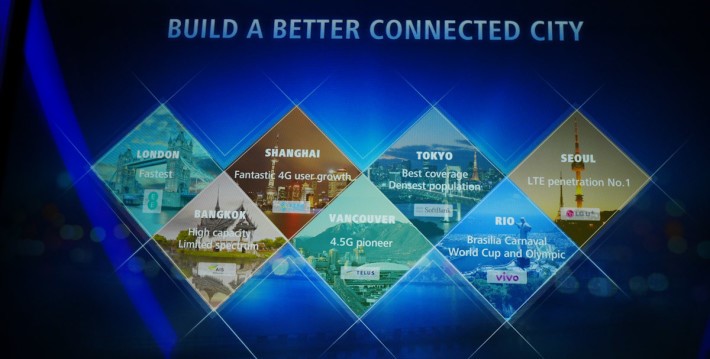 BUILD A BETTER CONNECTED CITY
LONDON
Fastest
SHANGHAI
Fantastic 4G user growth
TOKYO
Best coverage
Densest population
SoftBank
SEOUL
LTE penetration No.1
LG U+
BANGKOK
High capacity
Limited spectrum
VANCOUVER
4.5G pioneer
TELUS
RIO
Brasilia Carnaval
World Cup and Olympic
vivo